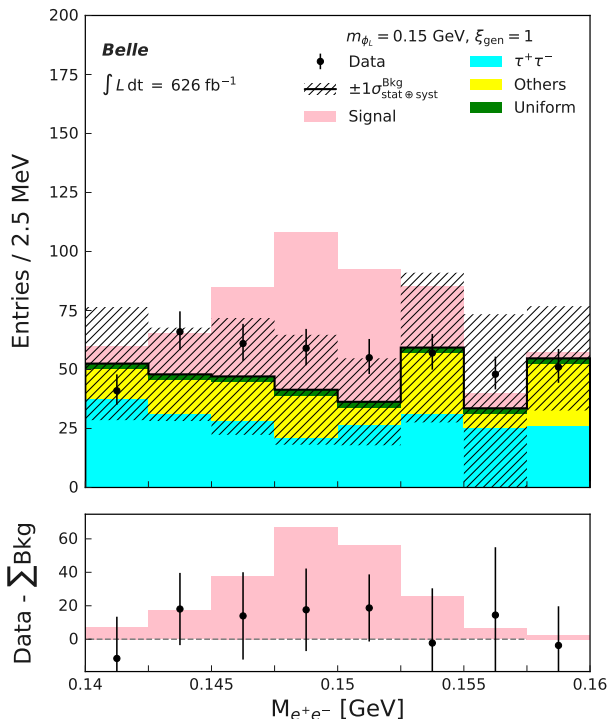 200
175
150
125
100
75
50
25
0
Entries / 2.5 MeV
Belle
∫ L dt = 626 fb⁻¹
m_{ϕ_L} = 0.15 GeV, ξ_gen = 1
Data
±1σ^{Bkg}_{stat ⊕ syst}
Signal
τ⁺τ⁻
Others
Uniform
60
40
20
0
Data - ∑Bkg
0.14 0.145 0.15 0.155 0.16
M_{e⁺e⁻} [GeV]